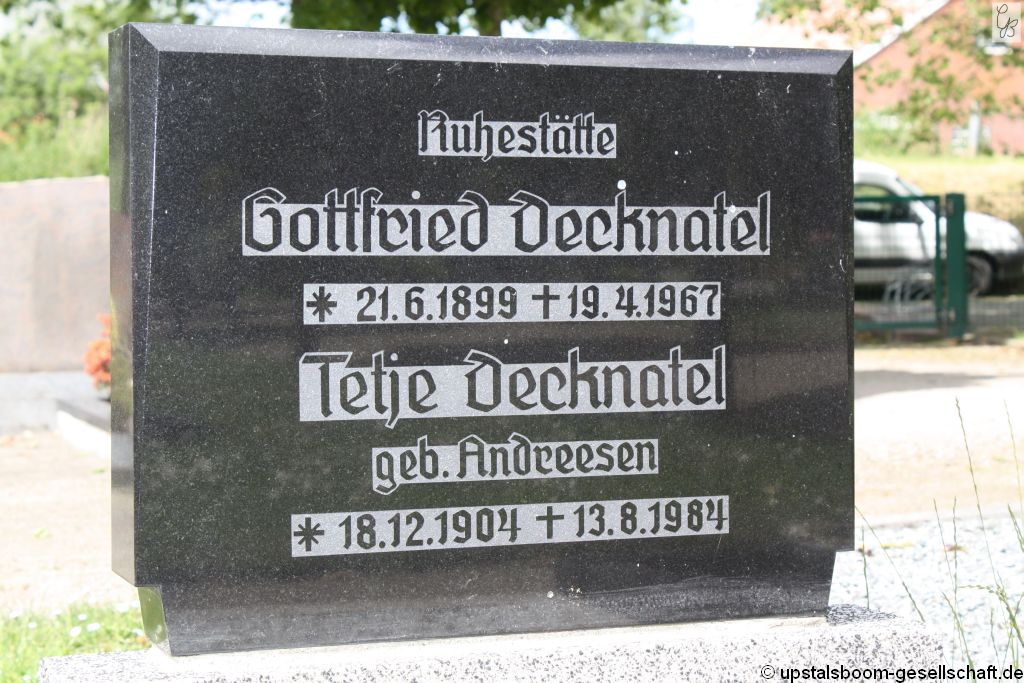 Ruhestätte
Gottfried Decknatel
* 21.6.1899 † 19.4.1967
Tetje Decknatel
geb. Andreesen
* 18.12.1904 † 13.8.1984
© upstalsboom-gesellschaft.de